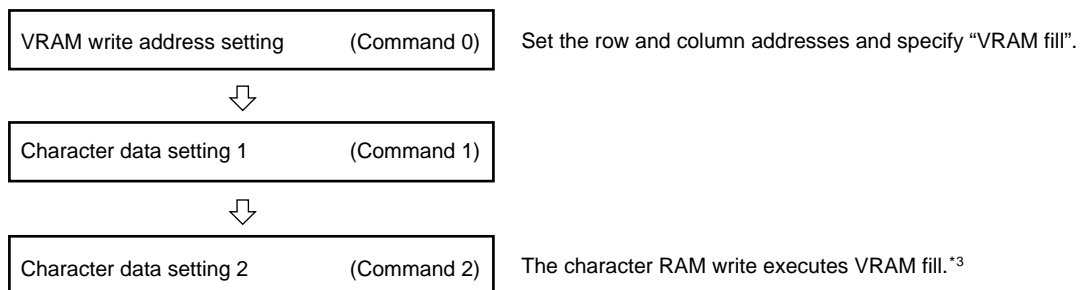 VRAM write address setting (Command 0) Set the row and column addresses and specify “VRAM fill”.
Character data setting 1 (Command 1)
Character data setting 2 (Command 2) The character RAM write executes VRAM fill.*3